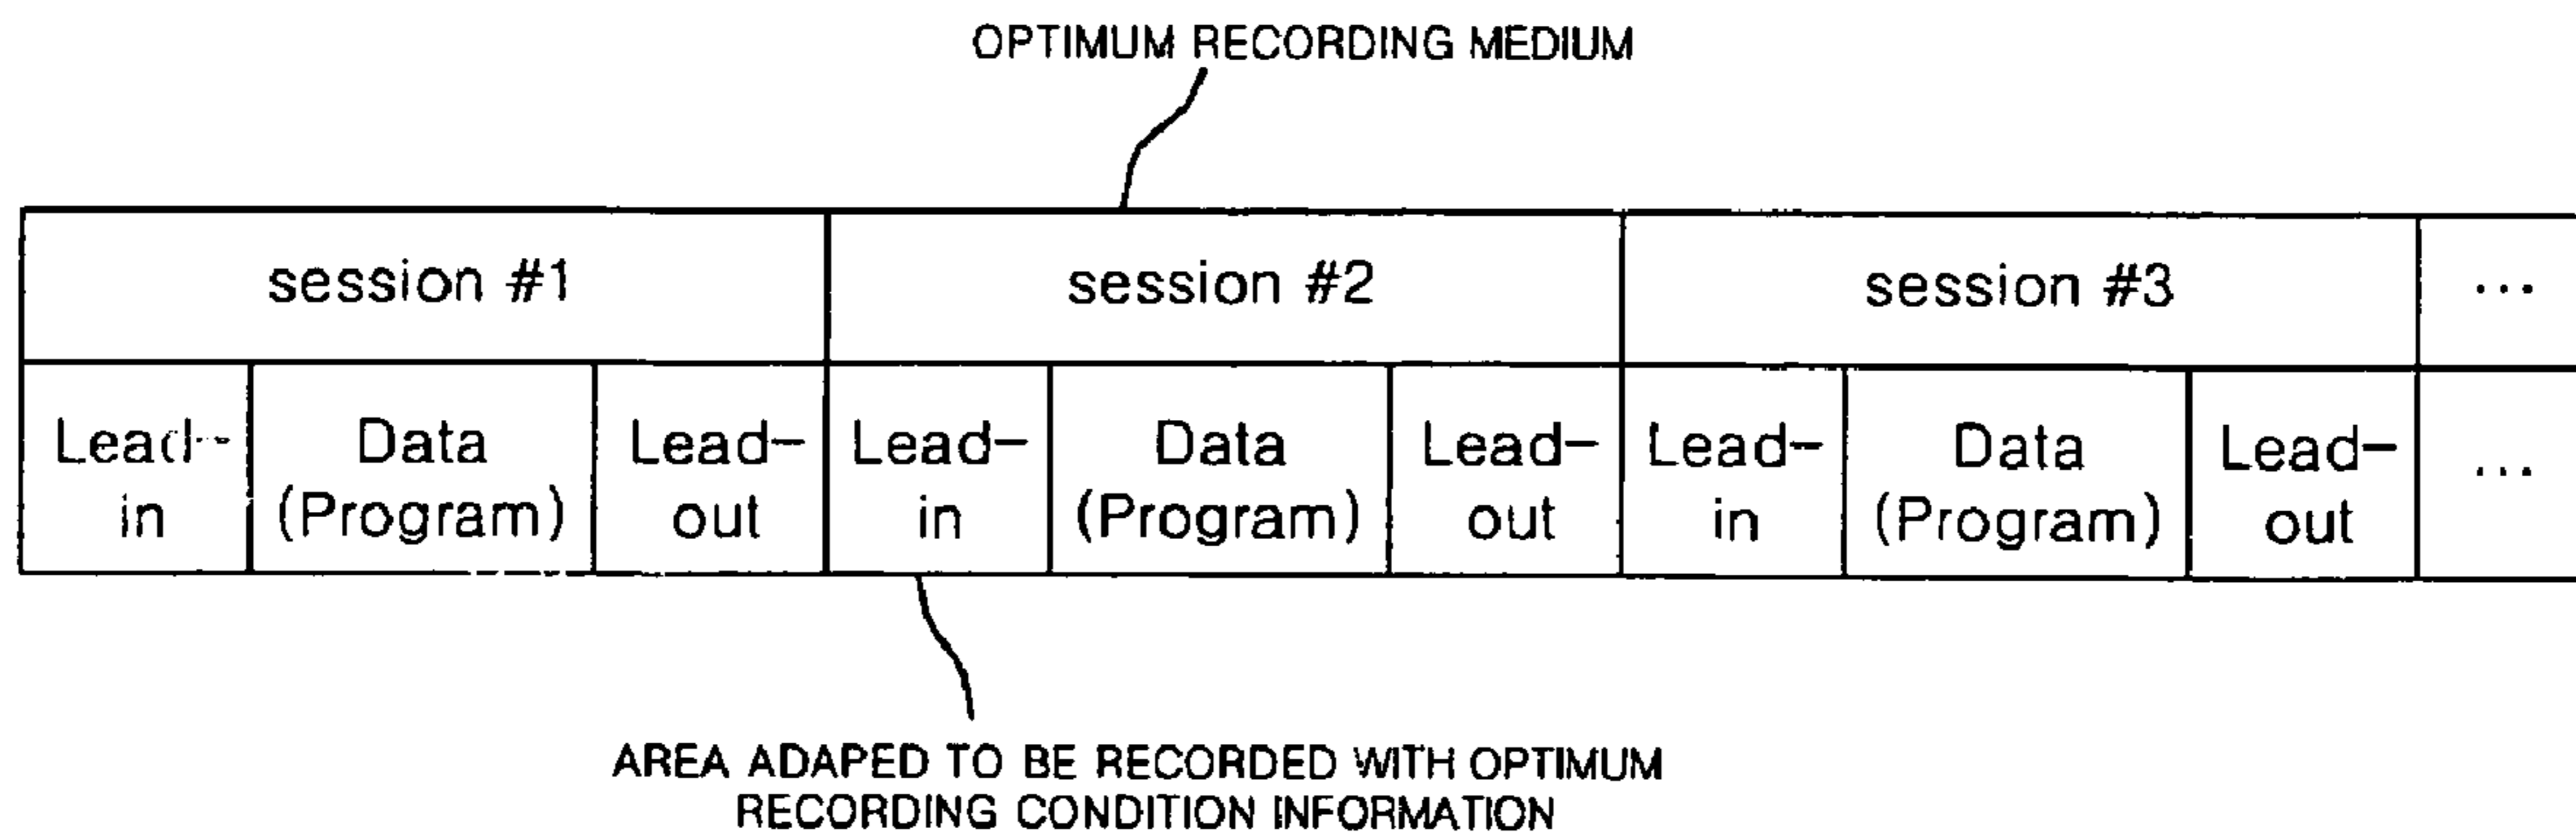 OPTIMUM RECORDING MEDIUM
session #1 session #2 session #3 ...
Lead- Data Lead- Lead- Data Lead- Lead- Data Lead- ...
in (Program) out in (Program) out in (Program) out
AREA ADAPED TO BE RECORDED WITH OPTIMUM
RECORDING CONDITION INFORMATION